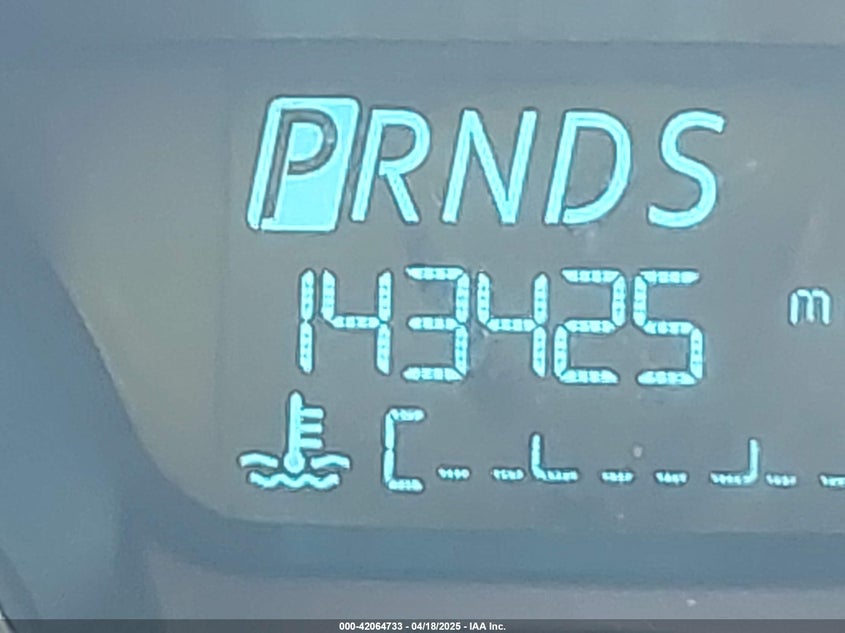 PRNDS
143425 m
C
000-42064733 - 04/18/2025 - IAA Inc.